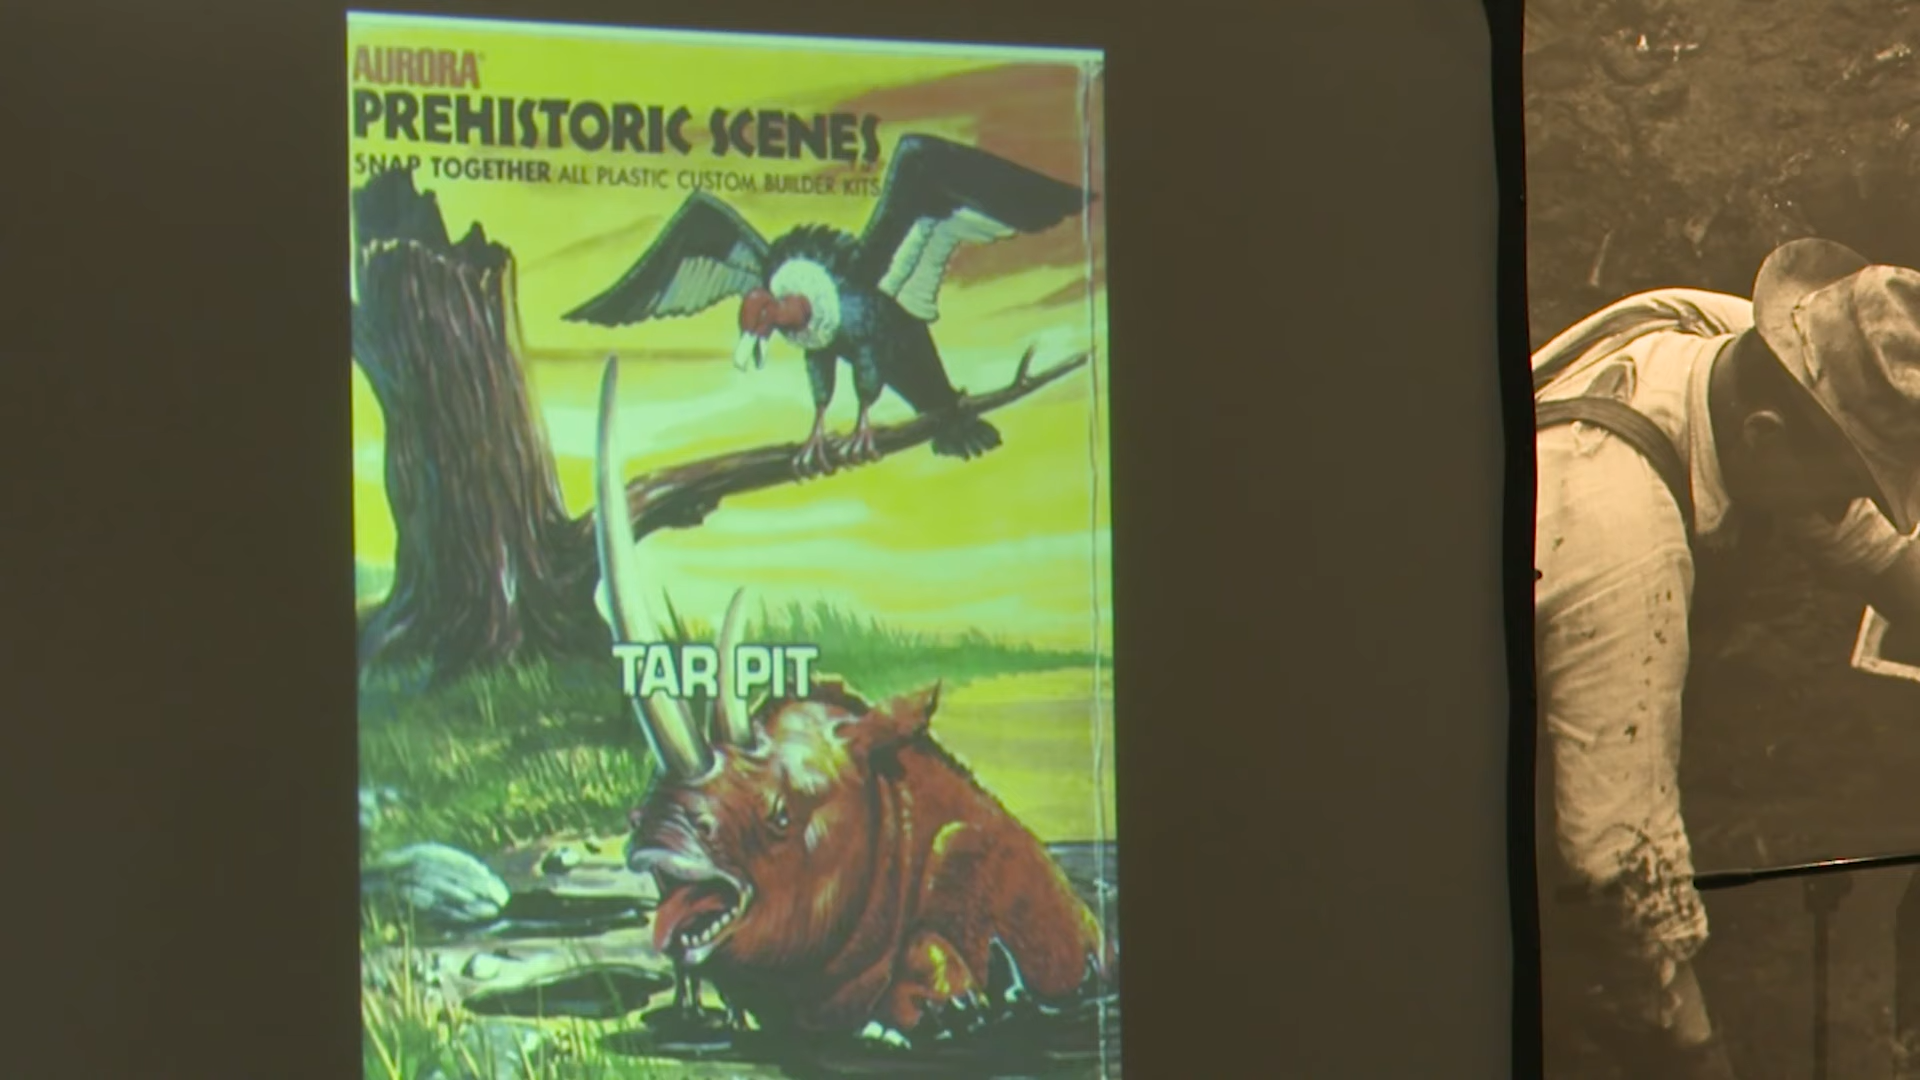 AURORA
PREHISTORIC SCENES
SNAP TOGETHER ALL PLASTIC CUSTOM BUILDER KITS
TAR PIT